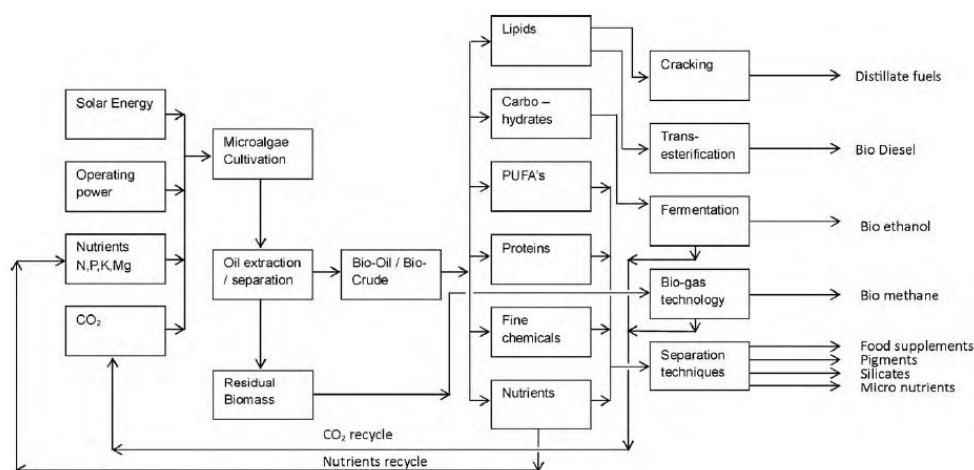 Solar Energy
Operating
power
Nutrients
N,P,K,Mg
CO₂
Microalgae
Cultivation
Oil extraction
/ separation
Residual
Biomass
Bio-Oil / Bio-
Crude
Lipids
Carbo –
hydrates
PUFA's
Proteins
Fine
chemicals
Nutrients
Cracking
Trans-
esterification
Fermentation
Bio-gas
technology
Separation
techniques
Distillate fuels
Bio Diesel
Bio ethanol
Bio methane
Food supplements
Pigments
Silicates
Micro nutrients
CO₂ recycle
Nutrients recycle